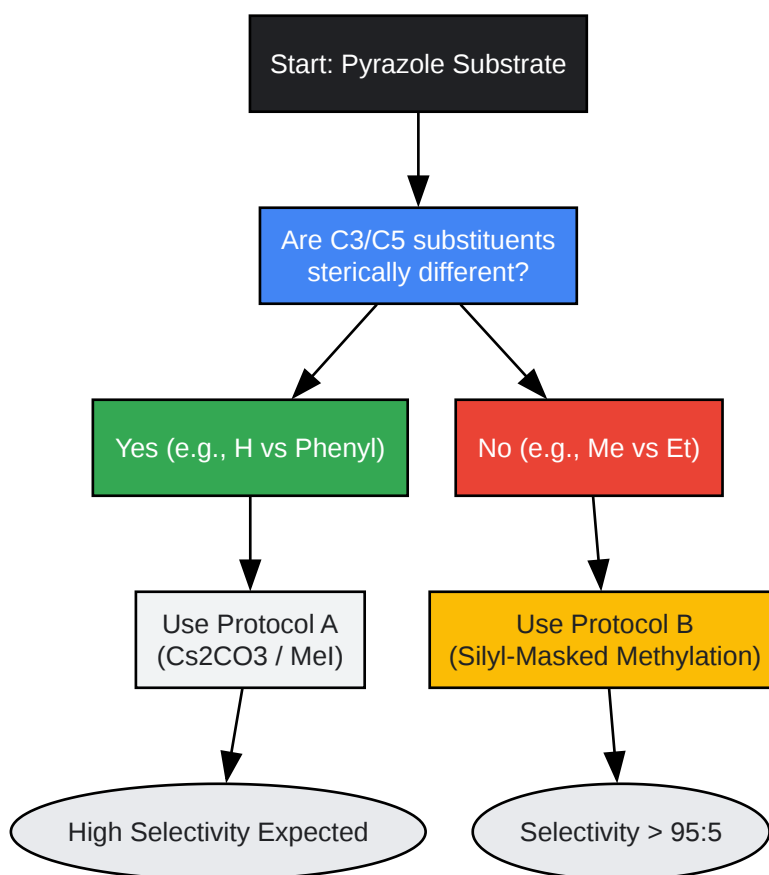 Start: Pyrazole Substrate
Are C3/C5 substituents
sterically different?
Yes (e.g., H vs Phenyl)
No (e.g., Me vs Et)
Use Protocol A
(Cs2CO3 / MeI)
Use Protocol B
(Silyl-Masked Methylation)
High Selectivity Expected
Selectivity > 95:5